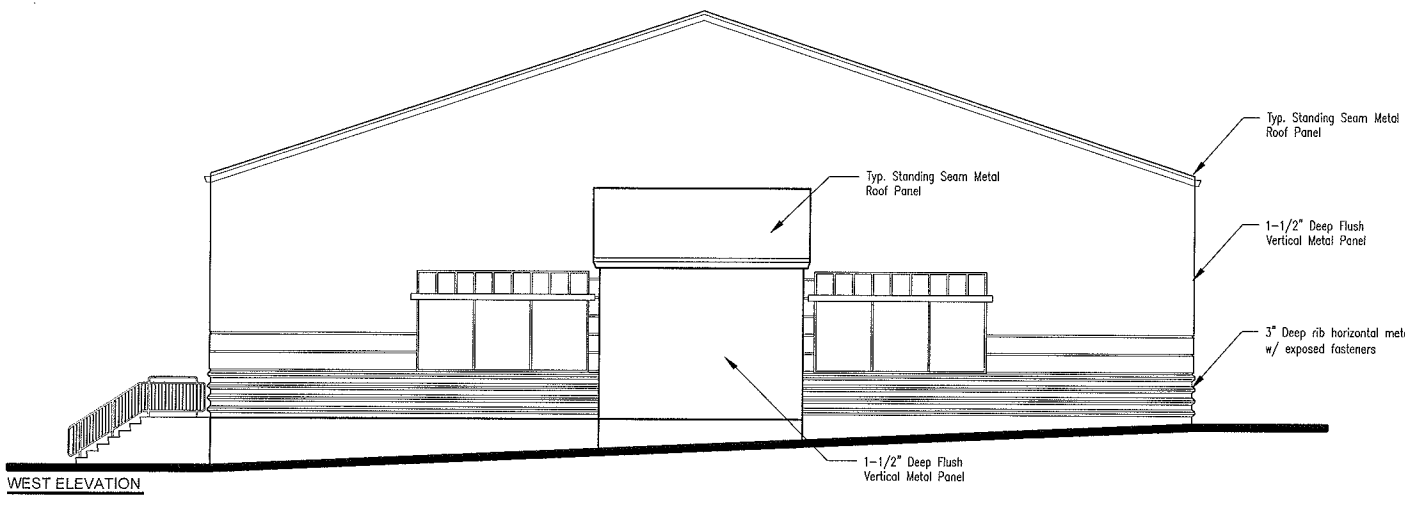 Typ. Standing Seam Metal
Roof Panel
Typ. Standing Seam Metal
Roof Panel
1-1/2" Deep Flush
Vertical Metal Panel
3" Deep rib horizontal
w/ exposed fasteners
1-1/2" Deep Flush
Vertical Metal Panel
WEST ELEVATION